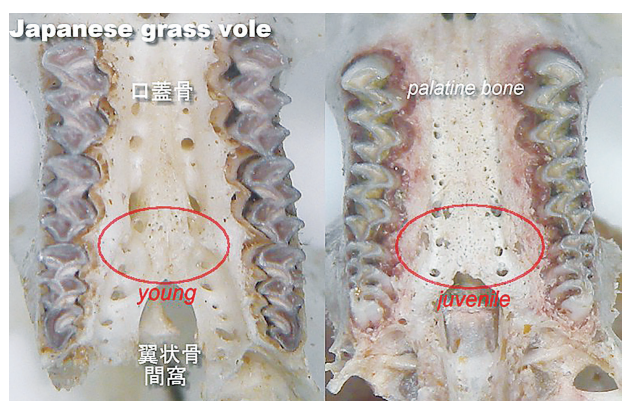 Japanese grass vole
口蓋骨
palatine bone
young
juvenile
翼状骨
間窩